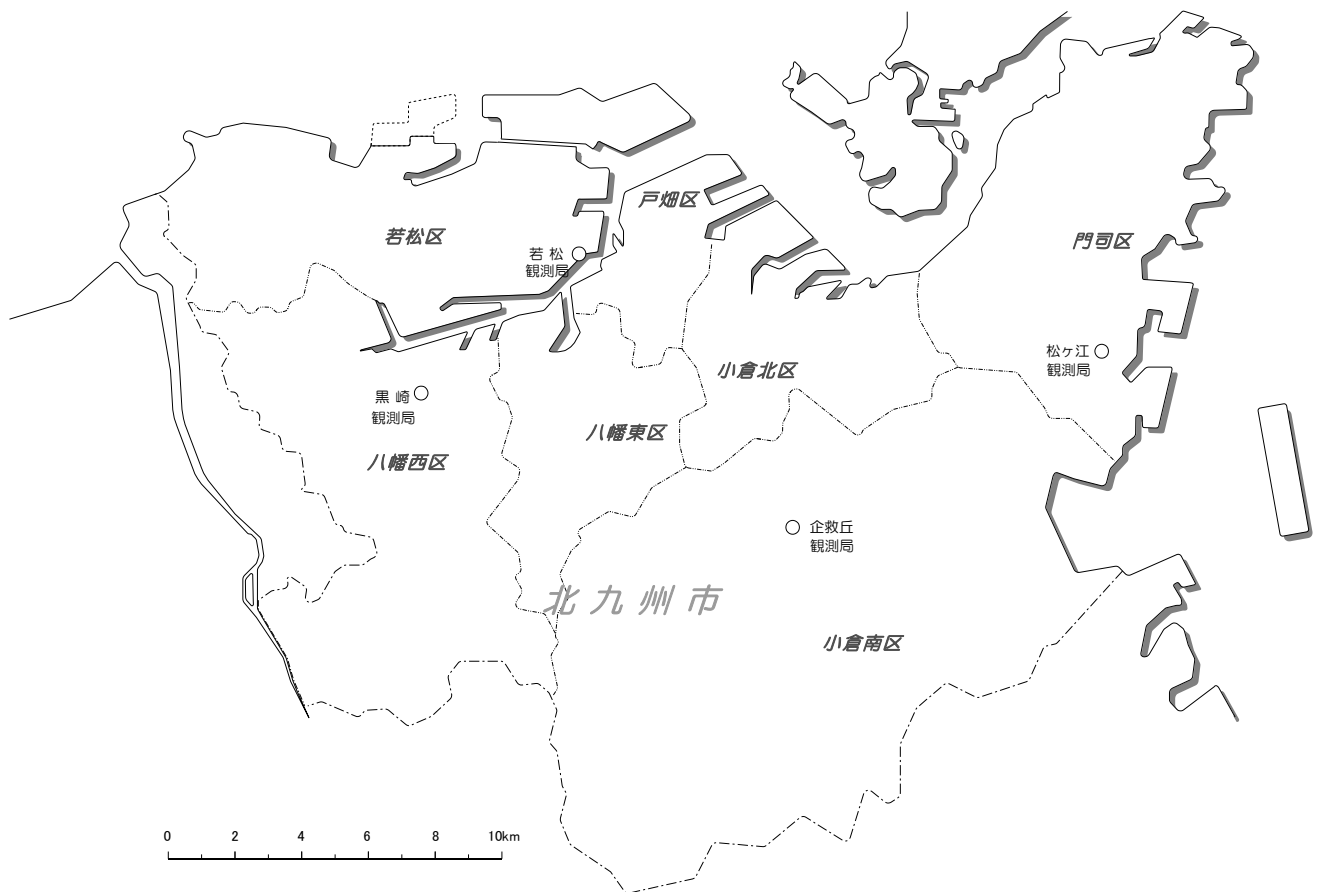 戸畑区
若松区
門司区
若 松
観測局
松ヶ江
観測局
小倉北区
黒 崎
観測局
八幡東区
八幡西区
企救丘
観測局
北九州市
小倉南区
0 2 4 6 8 10km